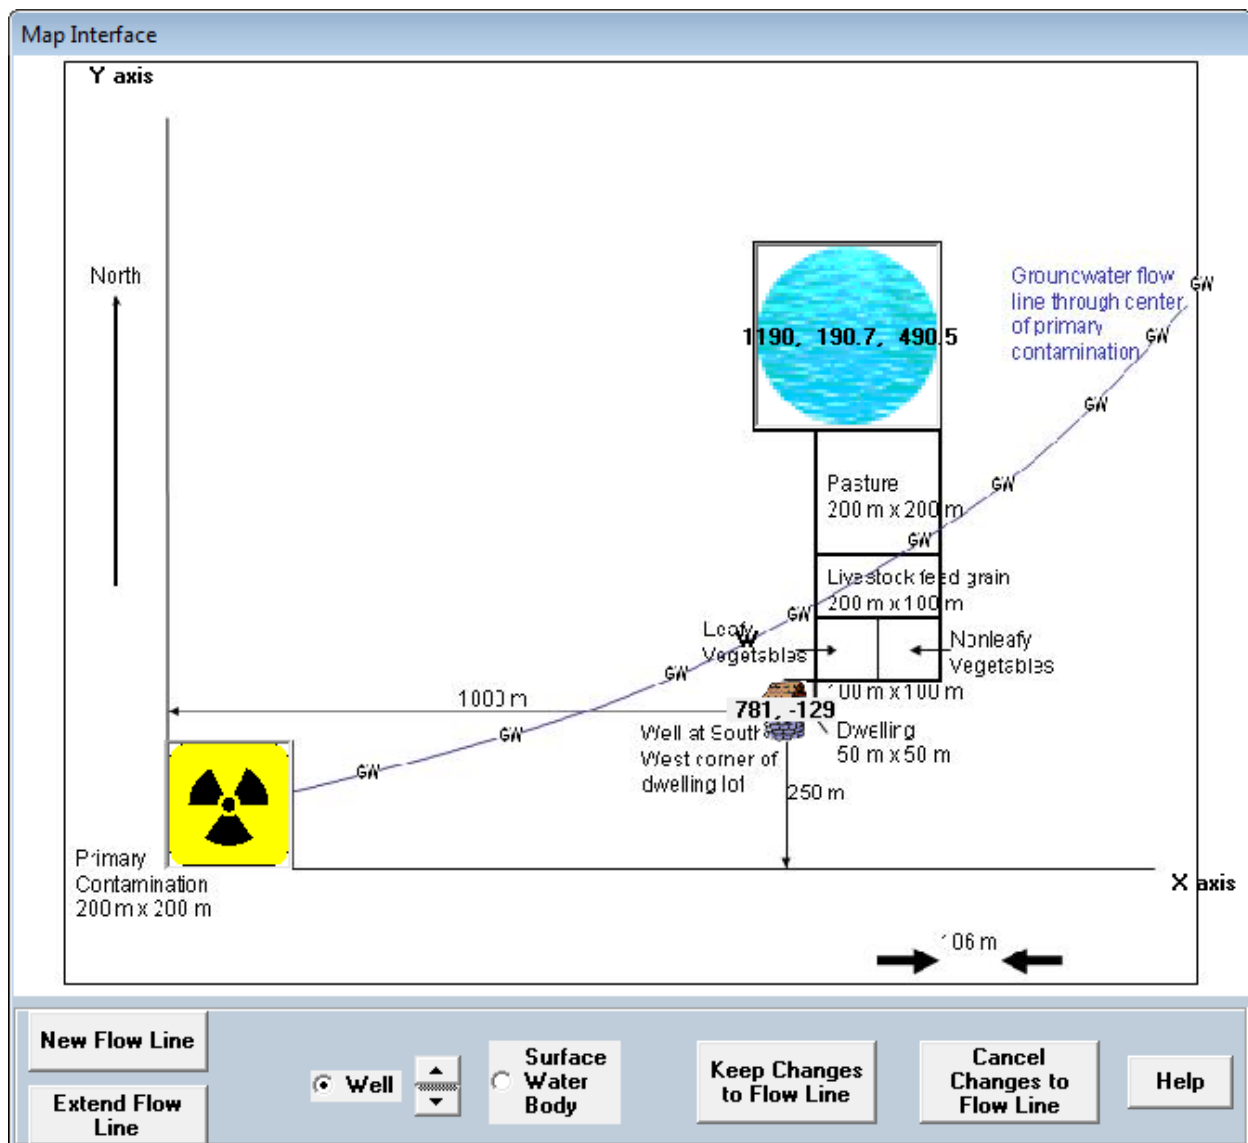 Map Interface
Y axis
North
Groundwater flow
line through center
of primary
contamination
GW
GW
GW
GW
GW
GW
GW
GW
GW
1190, 190.7, 490.5
Pasture
200 m x 200 m
Livestock feed grain
200 m x 100 m
Leafy
Vegetables
W
Nonleafy
Vegetables
100 m x 100 m
1000 m
781, -129
Well at South
West corner of
dwelling lot
Dwelling
50 m x 50 m
250 m
Primary
Contamination
200 m x 200 m
X axis
106 m
New Flow Line
Extend Flow
Line
Well
Surface
Water
Body
Keep Changes
to Flow Line
Cancel
Changes to
Flow Line
Help